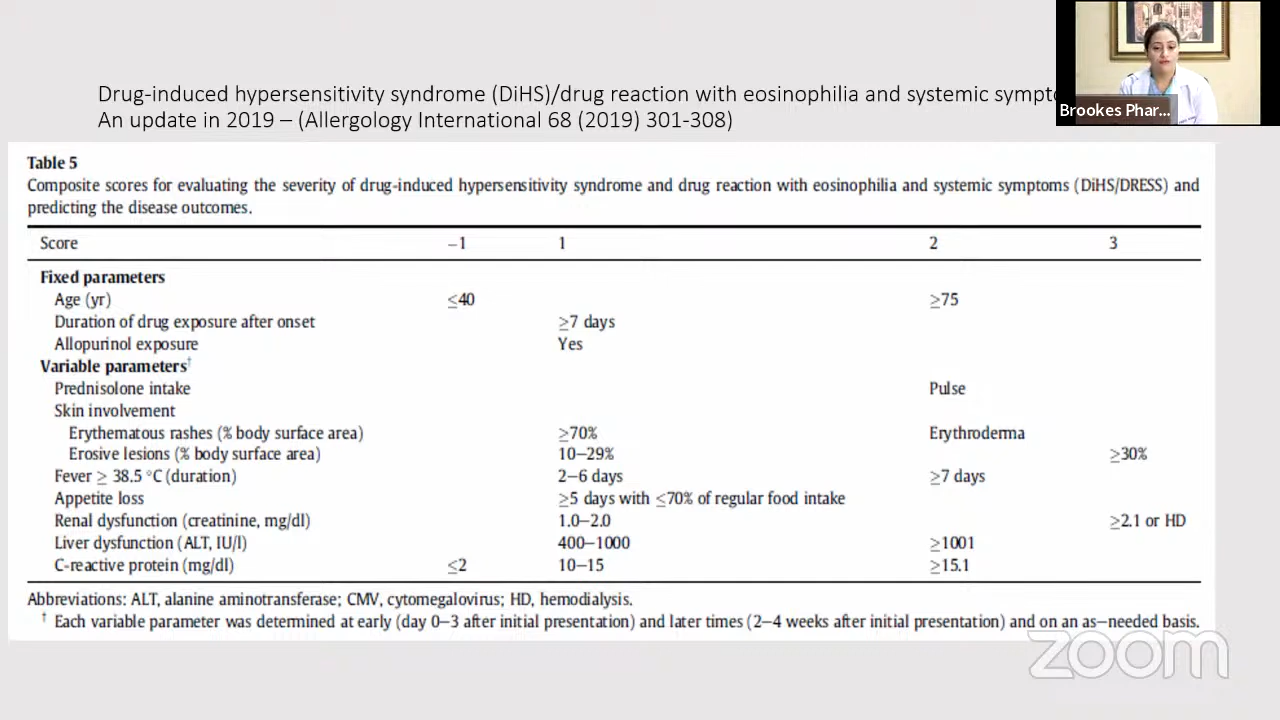 Drug-induced hypersensitivity syndrome (DiHS)/drug reaction with eosinophilia and systemic
An update in 2019 – (Allergology International 68 (2019) 301-308)
Brookes Phar...
Table 5
Composite scores for evaluating the severity of drug-induced hypersensitivity syndrome and drug reaction with eosinophilia and systemic symptoms (DiHS/DRESS) and
predicting the disease outcomes.
Score −1 1 2 3
Fixed parameters
Age (yr) ≤40 ≥75
Duration of drug exposure after onset ≥7 days
Allopurinol exposure Yes
Variable parameters†
Prednisolone intake Pulse
Skin involvement
Erythematous rashes (% body surface area) ≥70% Erythroderma
Erosive lesions (% body surface area) 10–29% ≥30%
Fever ≥ 38.5 °C (duration) 2–6 days ≥7 days
Appetite loss ≥5 days with ≤70% of regular food intake
Renal dysfunction (creatinine, mg/dl) 1.0–2.0 ≥2.1 or HD
Liver dysfunction (ALT, IU/l) 400–1000 ≥1001
C-reactive protein (mg/dl) ≤2 10–15 ≥15.1
Abbreviations: ALT, alanine aminotransferase; CMV, cytomegalovirus; HD, hemodialysis.
† Each variable parameter was determined at early (day 0–3 after initial presentation) and later times (2–4 weeks after initial presentation) and on an as–needed basis.
zoom